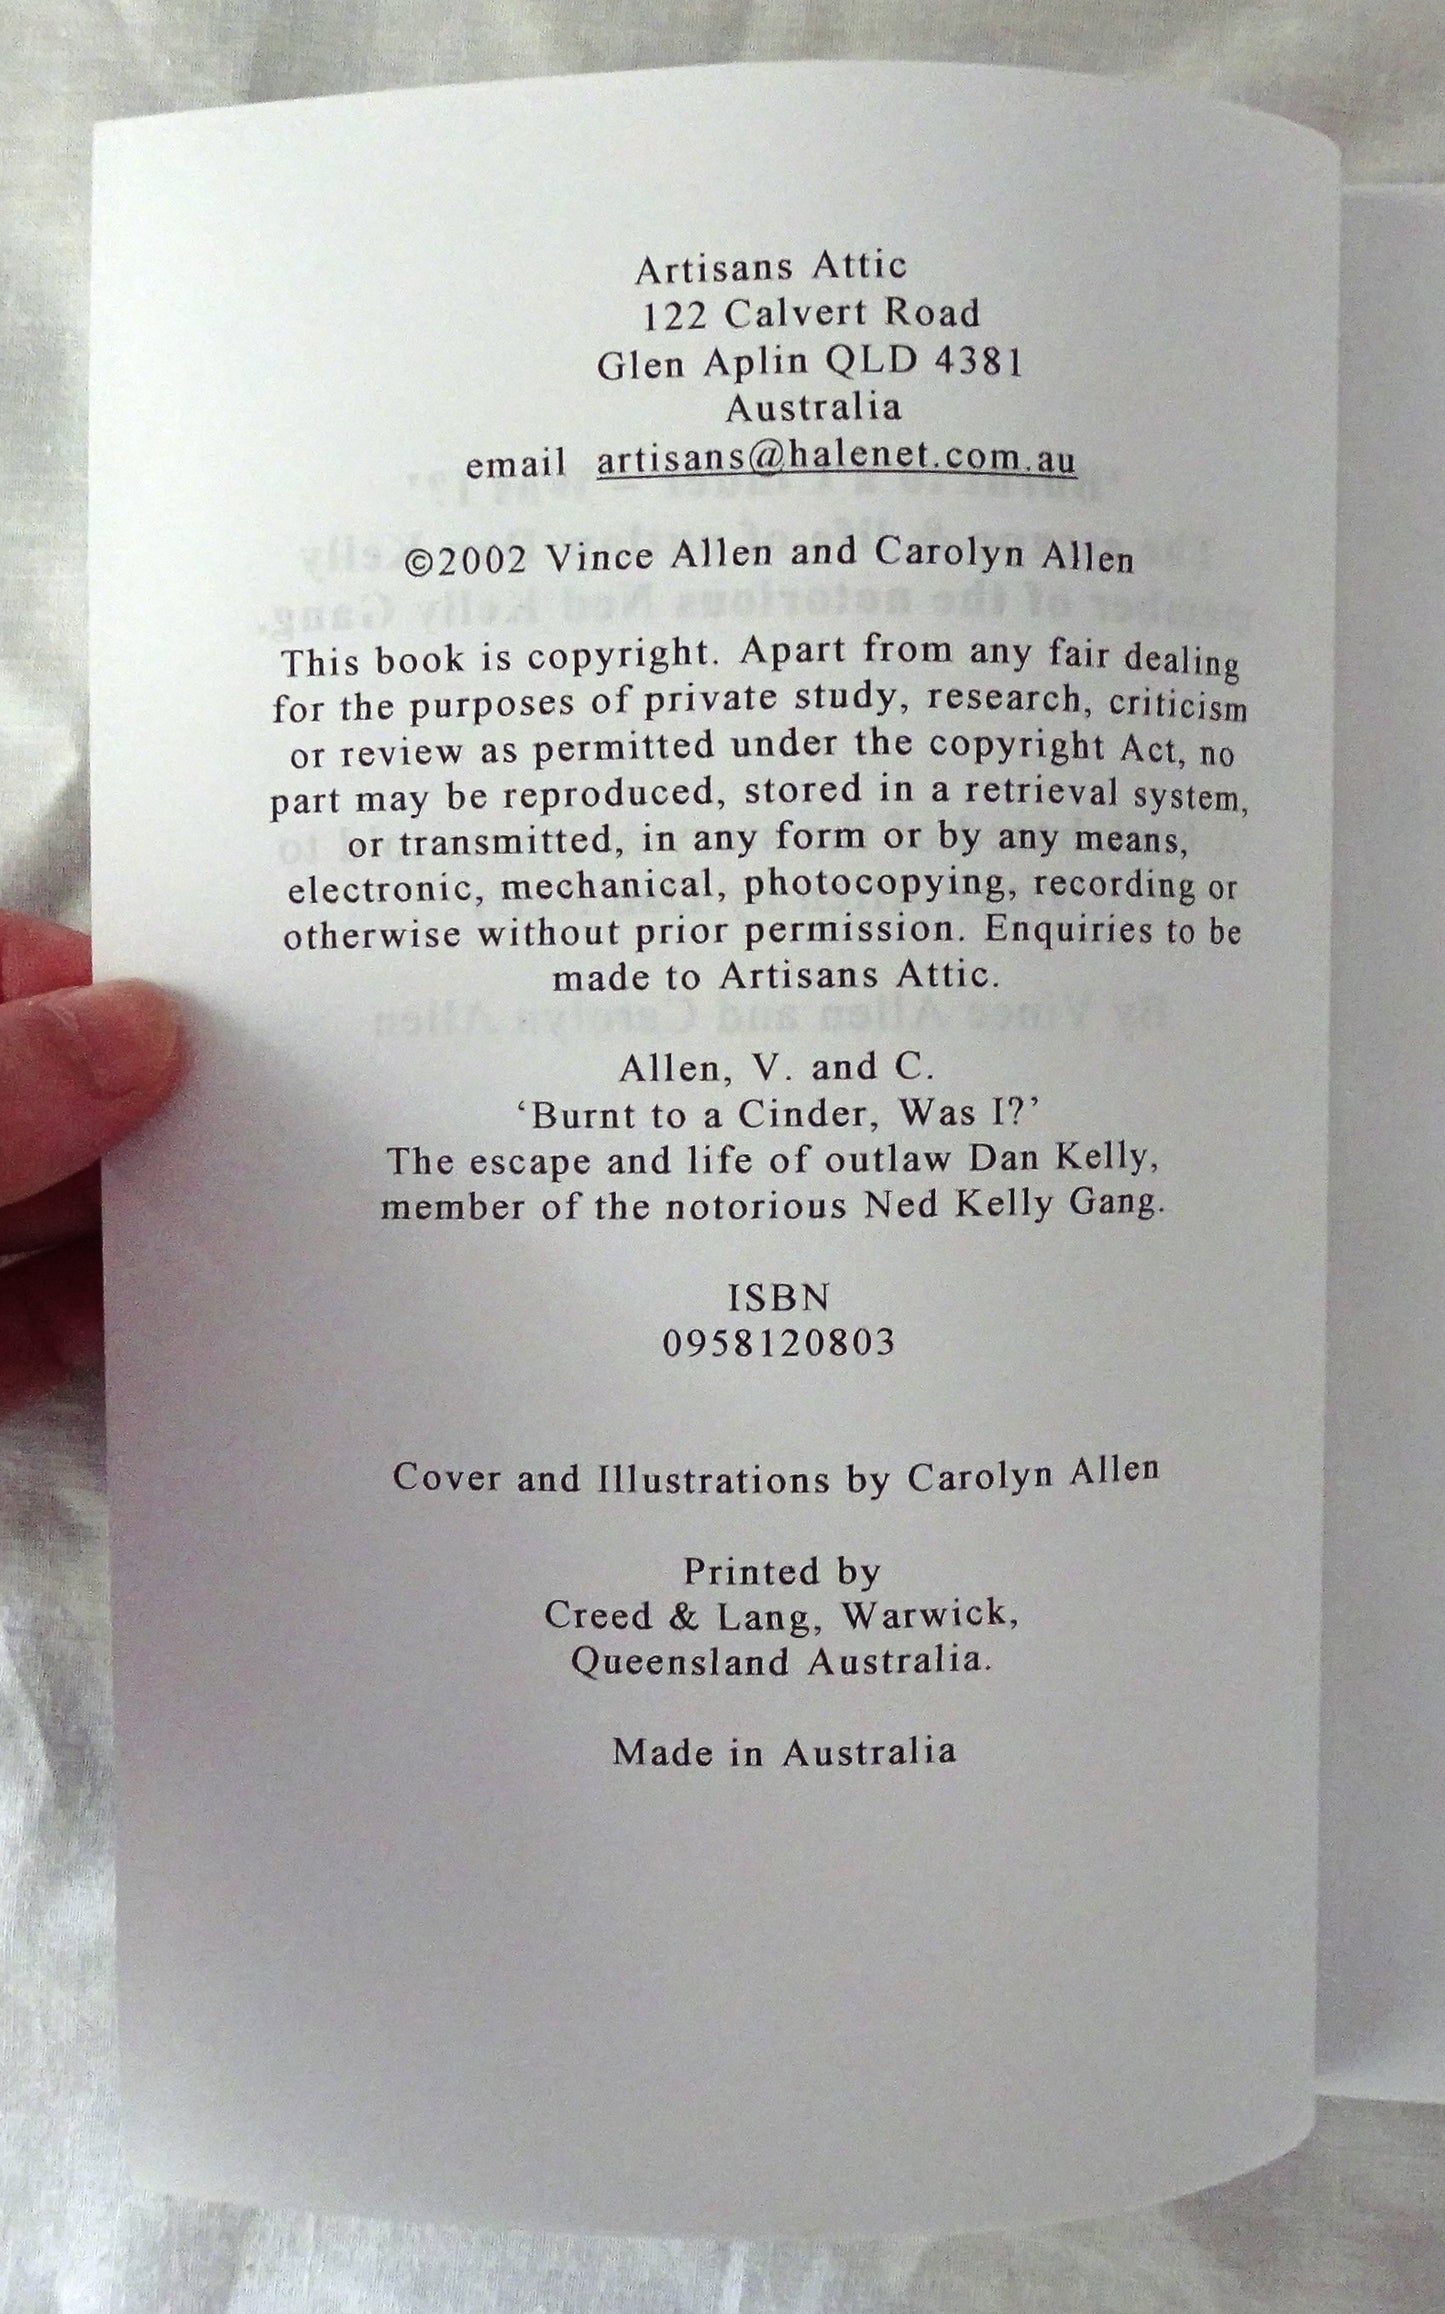 Artisans Attic
122 Calvert Road
Glen Aplin QLD 4381
Australia
email artisans@halenet.com.au
©2002 Vince Allen and Carolyn Allen
This book is copyright. Apart from any fair dealing
for the purposes of private study, research, criticism
or review as permitted under the copyright Act, no
part may be reproduced, stored in a retrieval system,
or transmitted, in any form or by any means,
electronic, mechanical, photocopying, recording or
otherwise without prior permission. Enquiries to be
made to Artisans Attic.
Allen, V. and C.
‘Burnt to a Cinder, Was I?’
The escape and life of outlaw Dan Kelly,
member of the notorious Ned Kelly Gang.
ISBN
0958120803
Cover and Illustrations by Carolyn Allen
Printed by
Creed & Lang, Warwick,
Queensland Australia.
Made in Australia